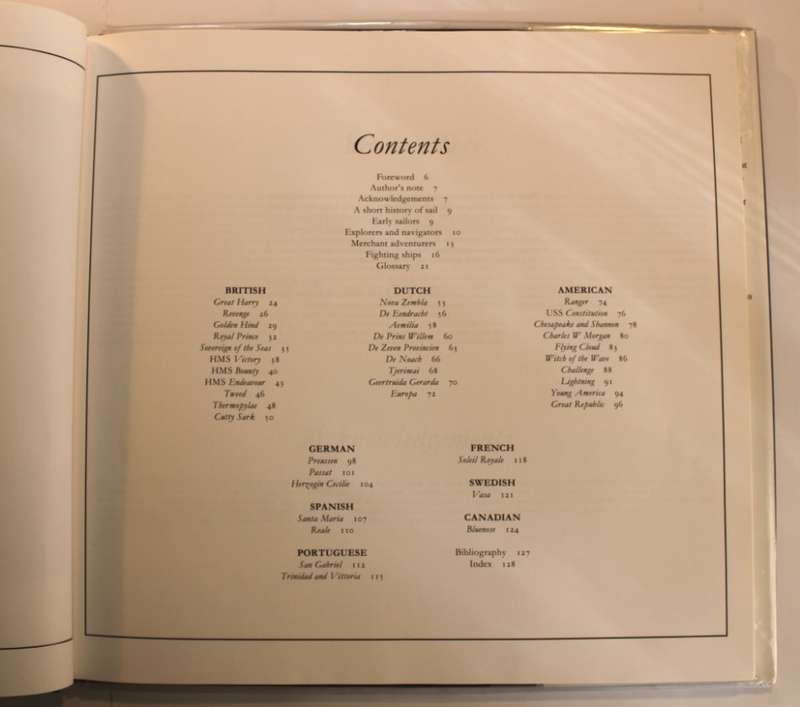 Contents
Foreword 6
Author's note 7
Acknowledgements 7
A short history of sail 9
Early sailors 9
Explorers and navigators 10
Merchant adventurers 13
Fighting ships 16
Glossary 21
BRITISH
Great Harry 24
Revenge 26
Golden Hind 29
Royal Prince 32
Sovereign of the Seas 35
HMS Victory 38
HMS Bounty 40
HMS Endeavour 43
Tweed 46
Thermopylae 48
Cutty Sark 50
DUTCH
Nova Zembla 53
De Eendracht 56
Aemilia 58
De Prins Willem 60
De Zeven Provincien 63
De Noach 66
Tjerimai 68
Geertruida Gerarda 70
Europa 72
AMERICAN
Ranger 74
USS Constitution 76
Chesapeake and Shannon 78
Charles W Morgan 80
Flying Cloud 83
Witch of the Wave 86
Challenge 88
Lightning 91
Young America 94
Great Republic 96
GERMAN
Preussen 98
Passat 101
Herzogin Cecilie 104
SPANISH
Santa Maria 107
Reale 110
PORTUGUESE
San Gabriel 112
Trinidad and Vittoria 115
FRENCH
Soleil Royale 118
SWEDISH
Vasa 121
CANADIAN
Bluenose 124
Bibliography 127
Index 128